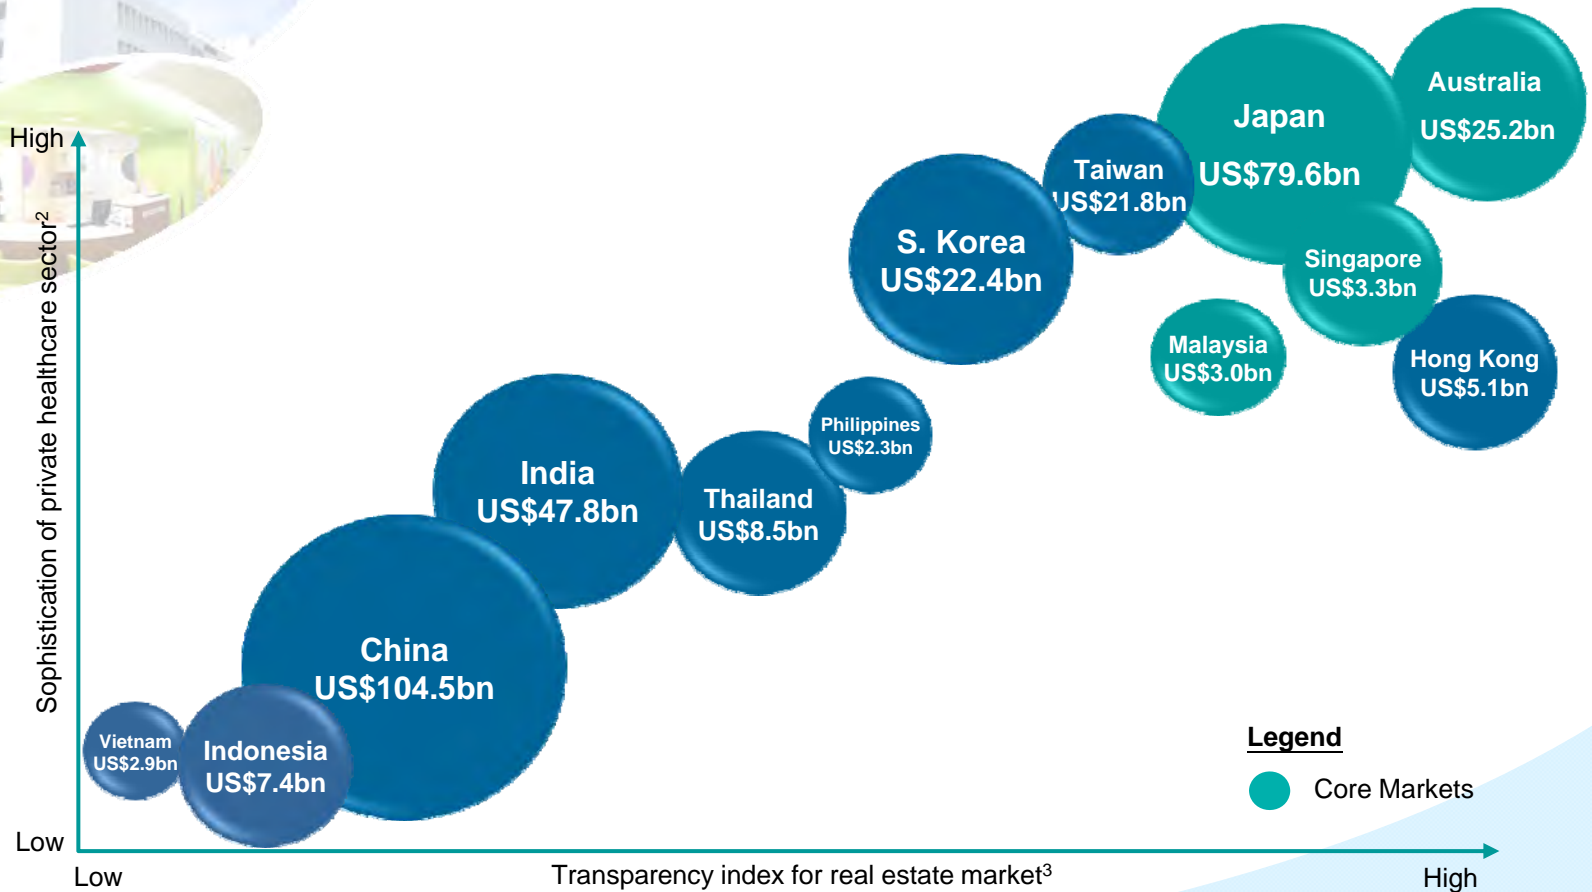 High
Sophistication of private healthcare sector2
Low
Low
Transparency index for real estate market3
High
Australia
US$25.2bn
Japan
US$79.6bn
Taiwan
US$21.8bn
S. Korea
US$22.4bn
Singapore
US$3.3bn
Malaysia
US$3.0bn
Hong Kong
US$5.1bn
Philippines
US$2.3bn
India
US$47.8bn
Thailand
US$8.5bn
China
US$104.5bn
Vietnam
US$2.9bn
Indonesia
US$7.4bn
Legend
Core Markets